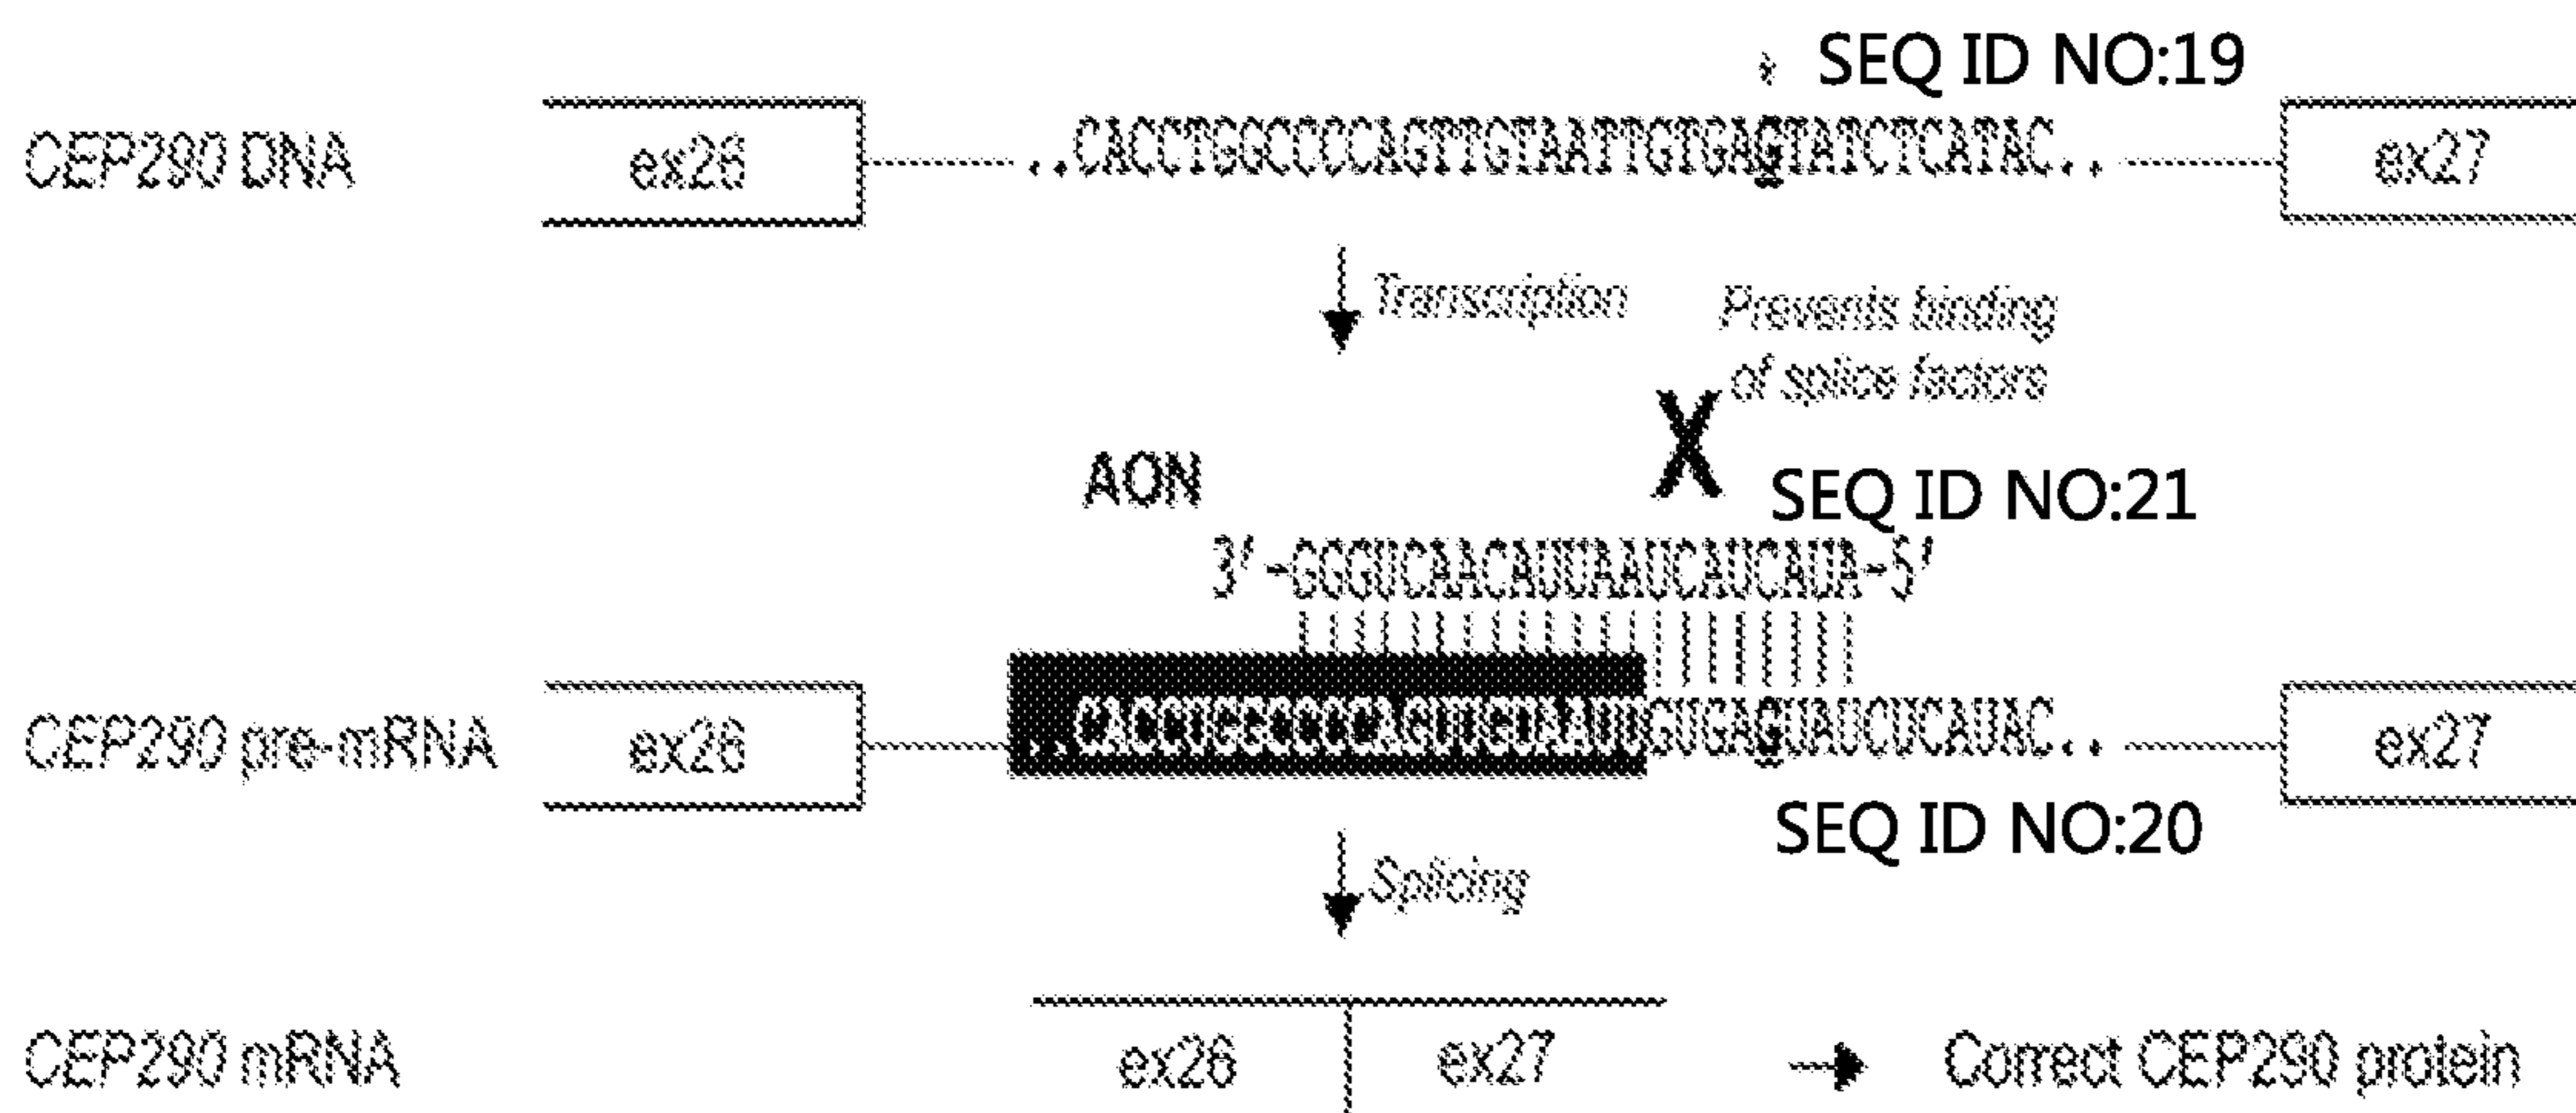 * SEQ ID NO:19
CEP290 DNA ex26 ..CACCTGGCCCCAGTTGTAATTGTGAGTATCTCATAC.. ex27
Transcription
Prevents binding
of splice factors
X
AON
SEQ ID NO:21
3'-GGGUCAACAUUAAUCAUCAUA-5'
CEP290 pre-mRNA ex26 ..CACCUGGCCCCAGUUGUAAUUGUGAGUAUCUCAUAC.. ex27
SEQ ID NO:20
Splicing
CEP290 mRNA ex26 ex27 → Correct CEP290 protein